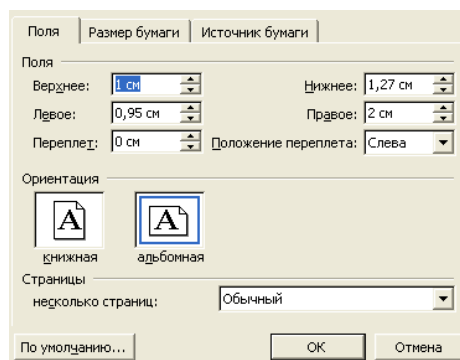 Поля Размер бумаги Источник бумаги
Поля
Верхнее: 1 см Нижнее: 1,27 см
Левое: 0,95 см Правое: 2 см
Переплет: 0 см Положение переплета: Слева
Ориентация
A A
книжная альбомная
Страницы
несколько страниц: Обычный
По умолчанию... ОК Отмена